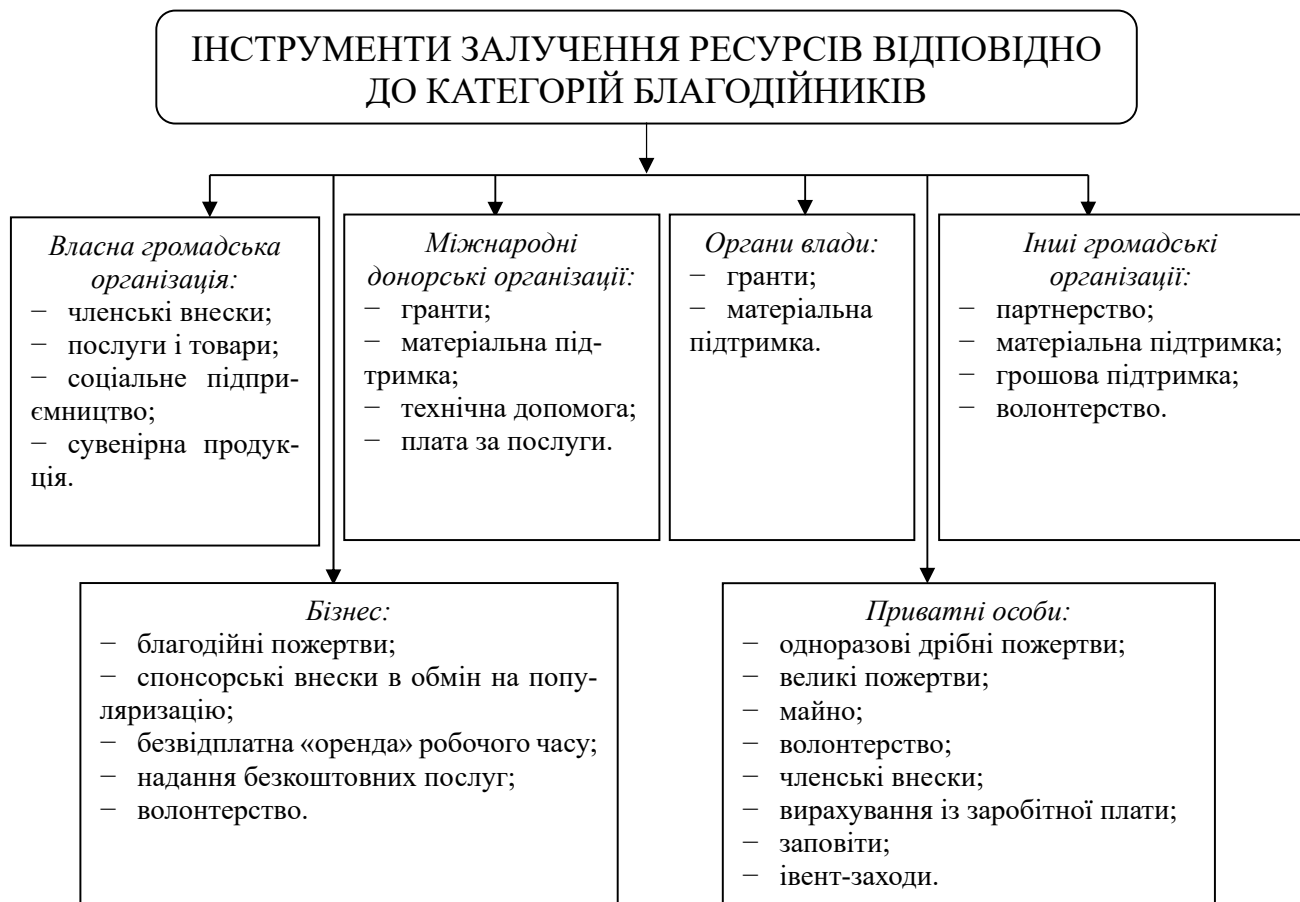 ІНСТРУМЕНТИ ЗАЛУЧЕННЯ РЕСУРСІВ ВІДПОВІДНО
ДО КАТЕГОРІЙ БЛАГОДІЙНИКІВ
Власна громадська
організація:
− членські внески;
− послуги і товари;
− соціальне підпри-
ємництво;
− сувенірна продук-
ція.
Міжнародні
донорські організації:
− гранти;
− матеріальна під-
тримка;
− технічна допомога;
− плата за послуги.
Органи влади:
− гранти;
− матеріальна
підтримка.
Інші громадські
організації:
− партнерство;
− матеріальна підтримка;
− грошова підтримка;
− волонтерство.
Бізнес:
− благодійні пожертви;
− спонсорські внески в обмін на попу-
ляризацію;
− безвідплатна «оренда» робочого часу;
− надання безкоштовних послуг;
− волонтерство.
Приватні особи:
− одноразові дрібні пожертви;
− великі пожертви;
− майно;
− волонтерство;
− членські внески;
− вирахування із заробітної плати;
− заповіти;
− івент-заходи.